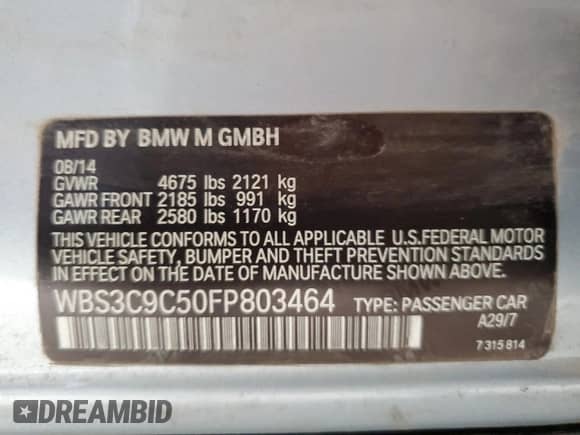 MFD BY BMW M GMBH
08/14
GVWR 4675 lbs 2121 kg
GAWR FRONT 2185 lbs 991 kg
GAWR REAR 2580 lbs 1170 kg
THIS VEHICLE CONFORMS TO ALL APPLICABLE U.S.FEDERAL MOTOR
VEHICLE SAFETY, BUMPER AND THEFT PREVENTION STANDARDS
IN EFFECT ON THE DATE OF MANUFACTURE SHOWN ABOVE.
WBS3C9C50FP803464 TYPE: PASSENGER CAR
A29/7
7 315 814
DREAMBID